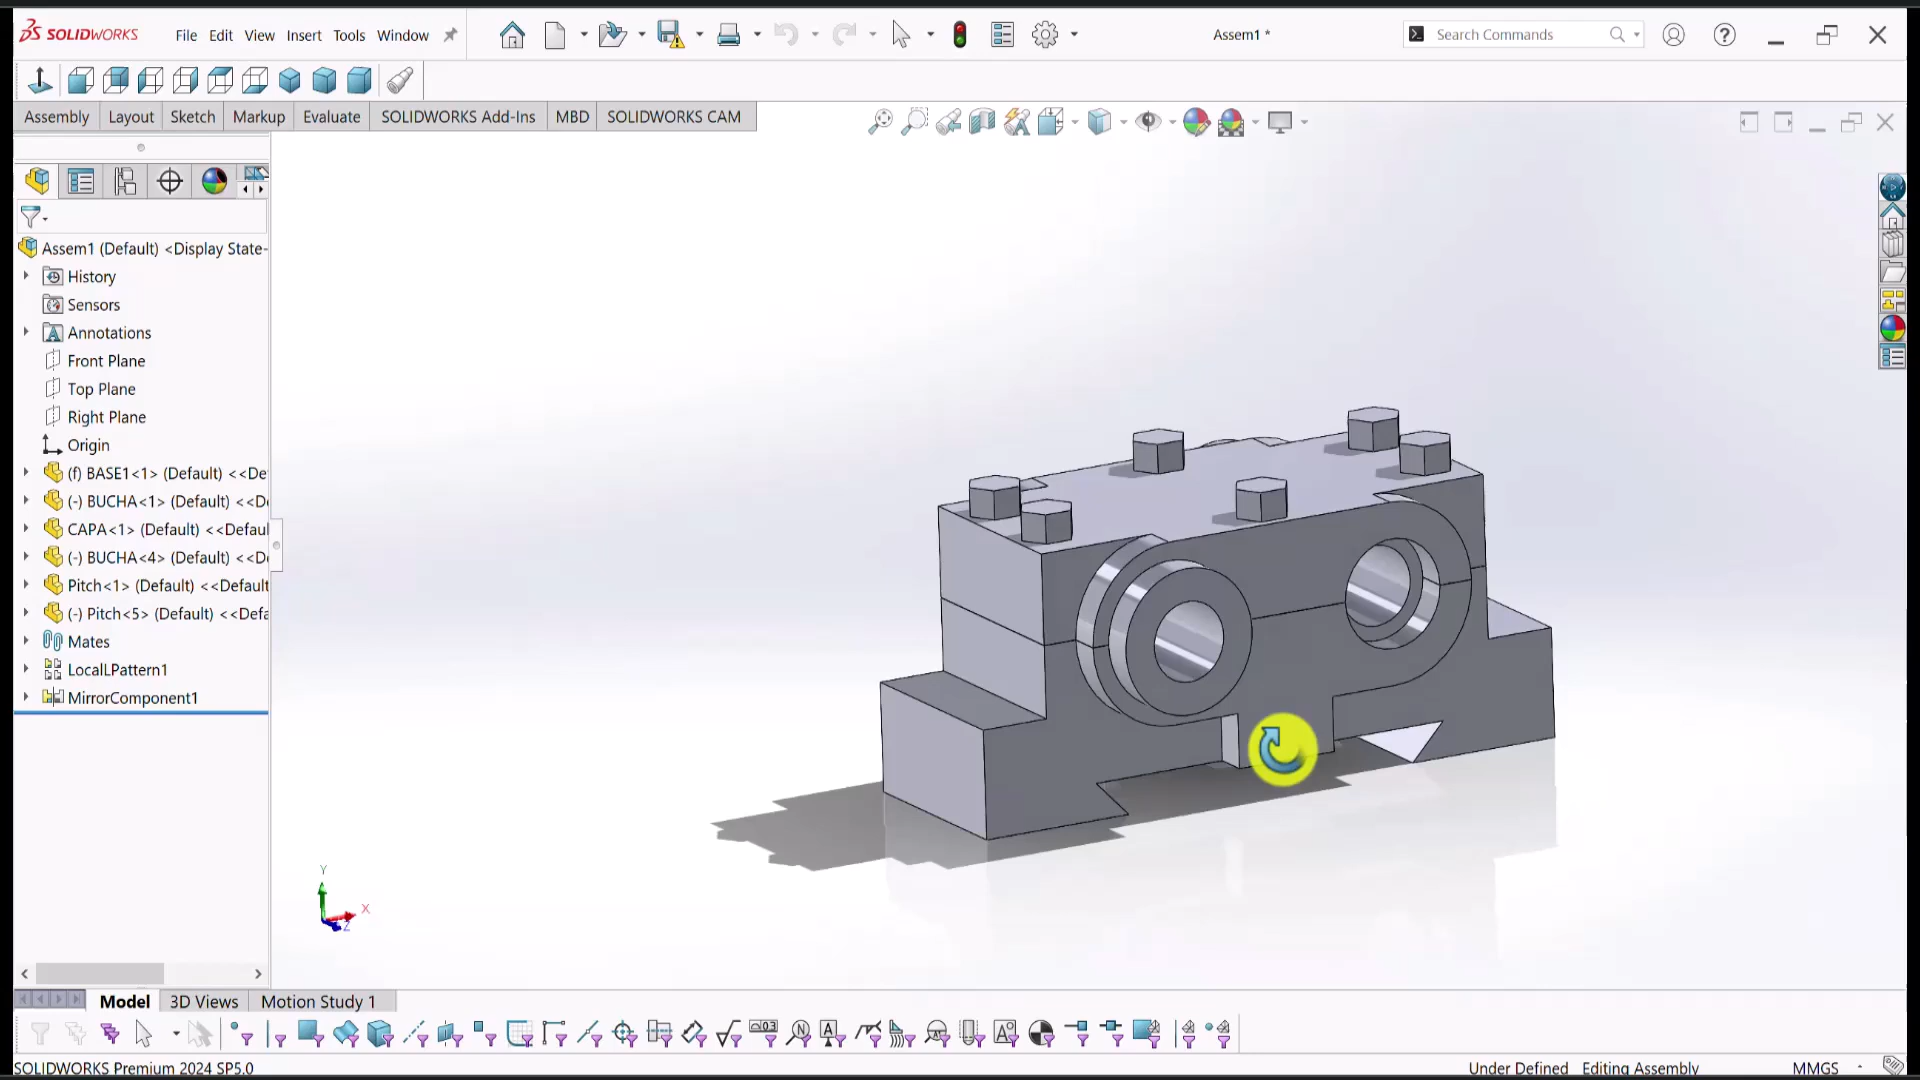 SOLIDWORKS File Edit View Insert Tools Window Assem1 * Search Commands
Assembly Layout Sketch Markup Evaluate SOLIDWORKS Add-Ins MBD SOLIDWORKS CAM
Assem1 (Default) <Display State-
History
Sensors
Annotations
Front Plane
Top Plane
Right Plane
Origin
(f) BASE1<1> (Default) <<De
(-) BUCHA<1> (Default) <<D
CAPA<1> (Default) <<Defaul
(-) BUCHA<4> (Default) <<D
Pitch<1> (Default) <<Default
(-) Pitch<5> (Default) <<Defa
Mates
LocalLPattern1
MirrorComponent1
Y
X
Z
Model 3D Views Motion Study 1
SOLIDWORKS Premium 2024 SP5.0 Under Defined Editing Assembly MMGS